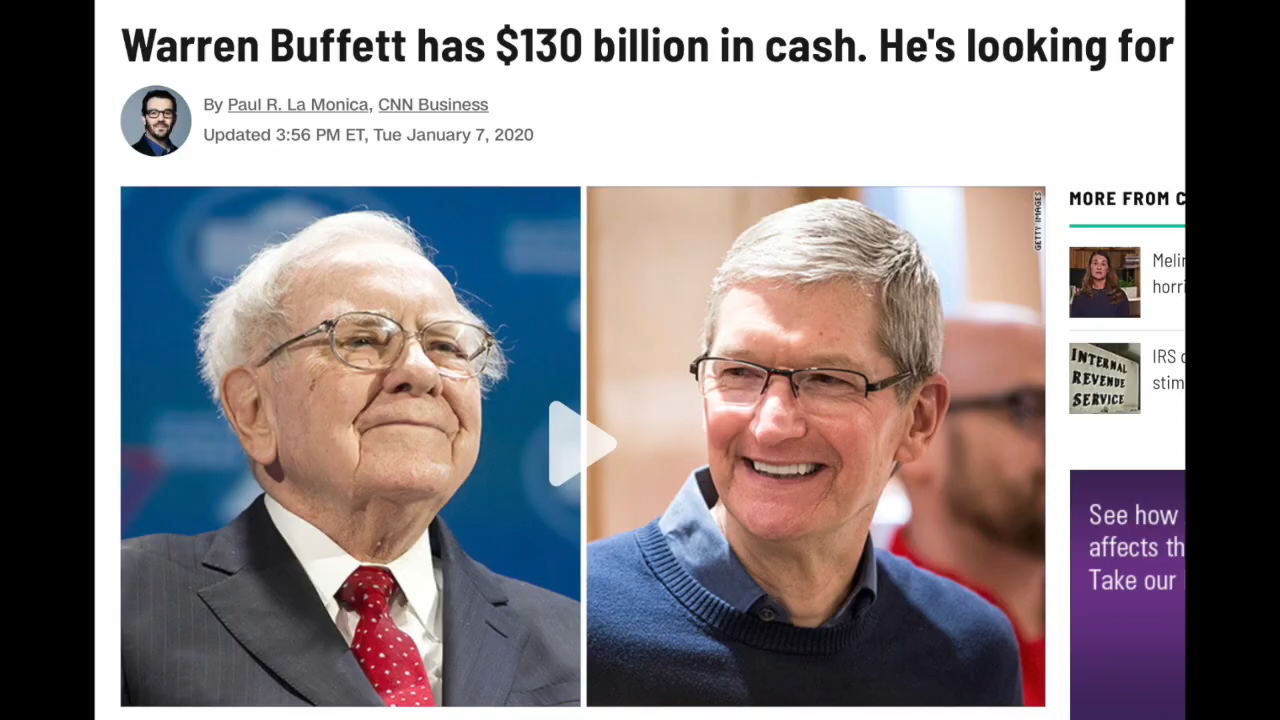 Warren Buffett has $130 billion in cash. He's looking for
By Paul R. La Monica, CNN Business
Updated 3:56 PM ET, Tue January 7, 2020
GETTY IMAGES
MORE FROM C
Melin
horri
INTERNAL
REVENUE
SERVICE
IRS
stim
See how
affects th
Take our